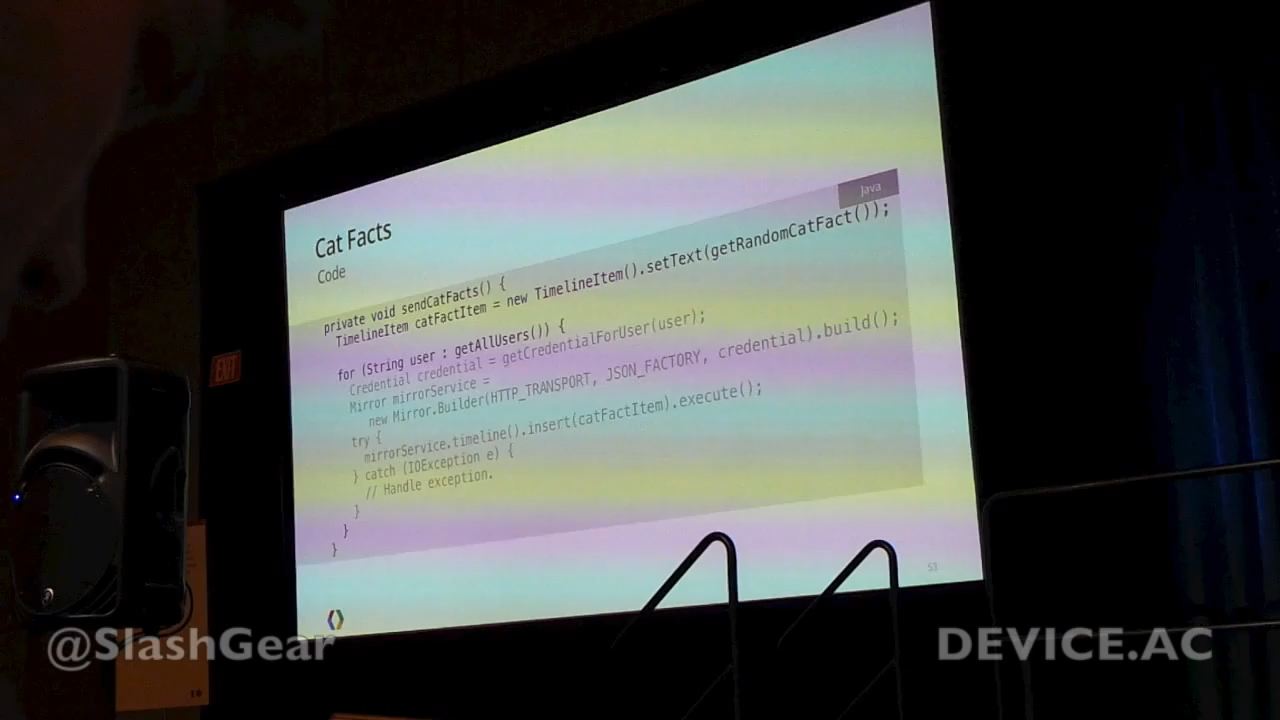 Java
Cat Facts
Code
private void sendCatFacts() {
TimelineItem catFactItem = new TimelineItem().setText(getRandomCatFact());
for (String user : getAllUsers()) {
Credential credential = getCredentialForUser(user);
Mirror mirrorService =
new Mirror.Builder(HTTP_TRANSPORT, JSON_FACTORY, credential).build();
try {
mirrorService.timeline().insert(catFactItem).execute();
} catch (IOException e) {
// Handle exception.
}
}
}
53
EXIT
@SlashGear
DEVICE.AC